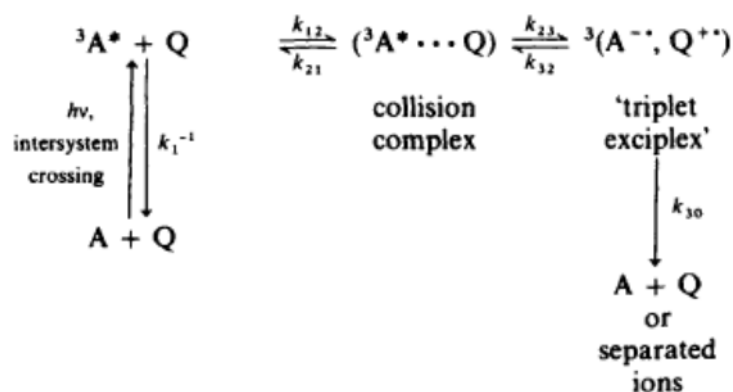 ³A* + Q k₁₂ k₂₁ (³A* ··· Q) k₂₃ k₃₂ ³(A⁻·, Q⁺·)
hν,
intersystem
crossing
k₁⁻¹
A + Q
collision
complex
'triplet
exciplex'
k₃₀
A + Q
or
separated
ions